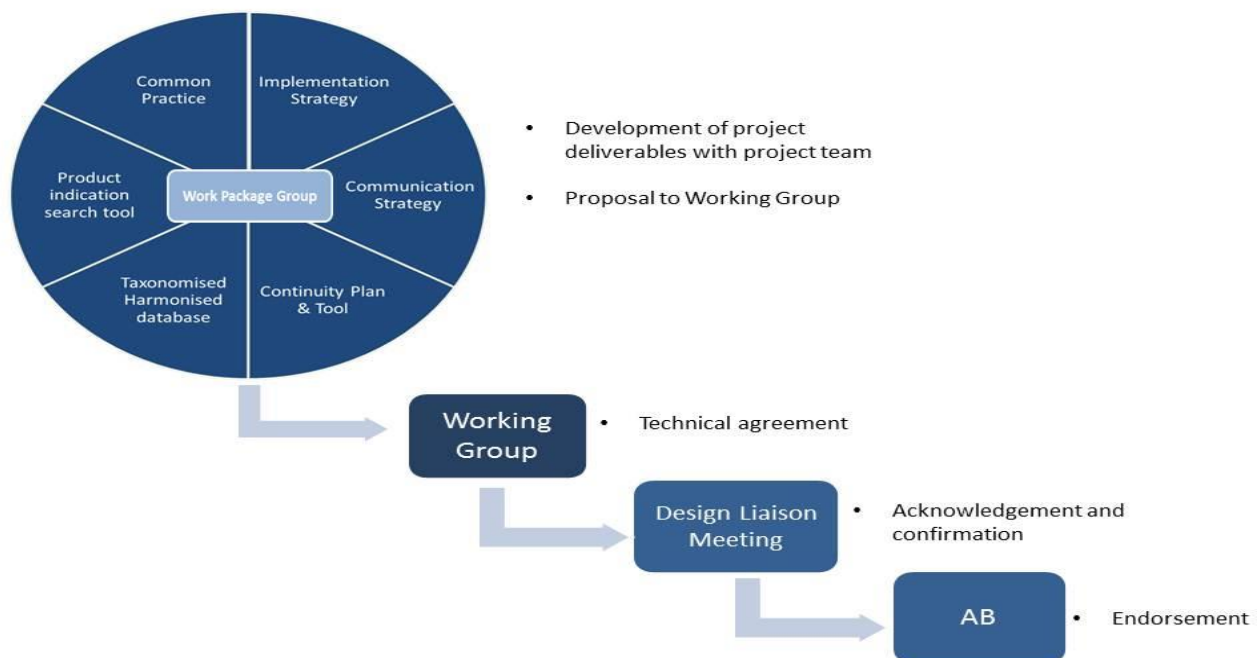 Common
Practice
Implementation
Strategy
Product
indication
search tool
Work Package Group
Communication
Strategy
Taxonomised
Harmonised
database
Continuity Plan
& Tool
• Development of project
deliverables with project team
• Proposal to Working Group
Working
Group
• Technical agreement
Design Liaison
Meeting
• Acknowledgement and
confirmation
AB
• Endorsement